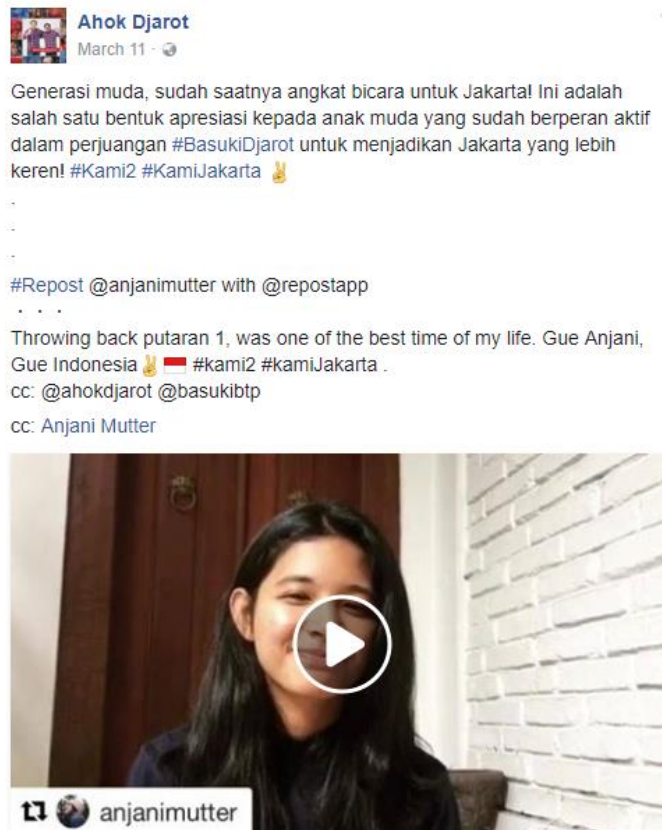 Ahok Djarot
March 11 ·
Generasi muda, sudah saatnya angkat bicara untuk Jakarta! Ini adalah
salah satu bentuk apresiasi kepada anak muda yang sudah berperan aktif
dalam perjuangan #BasukiDjarot untuk menjadikan Jakarta yang lebih
keren! #Kami2 #KamiJakarta ✌
.
.
.
#Repost @anjanimutter with @repostapp
・・・
Throwing back putaran 1, was one of the best time of my life. Gue Anjani,
Gue Indonesia✌🇮🇩 #kami2 #kamiJakarta .
cc: @ahokdjarot @basukibtp
cc: Anjani Mutter
anjanimutter